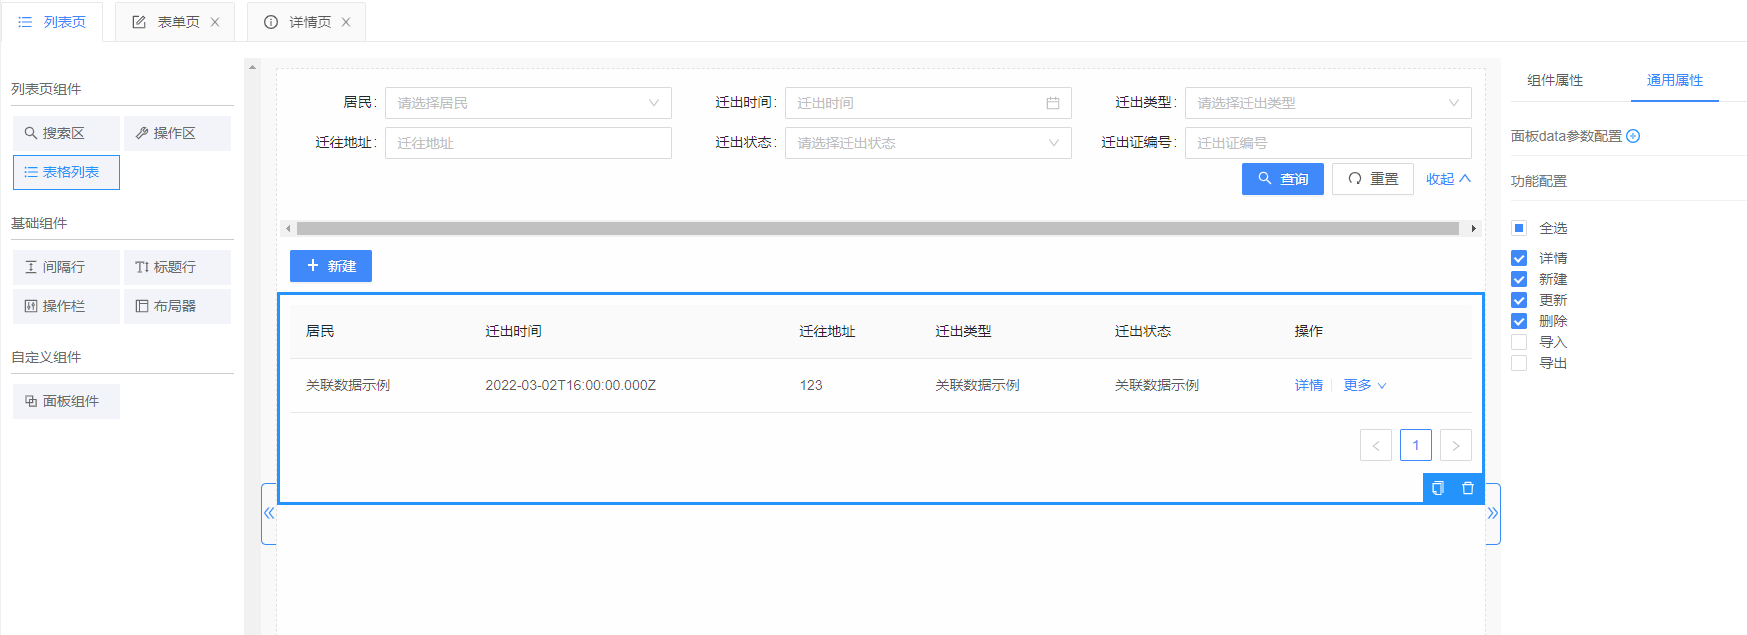 列表页 表单页 详情页
列表页组件
搜索区 操作区
表格列表
基础组件
间隔行 标题行
操作栏 布局器
自定义组件
面板组件
居民: 请选择居民 迁出时间: 迁出时间 迁出类型: 请选择迁出类型
迁往地址: 迁往地址 迁出状态: 请选择迁出状态 迁出证编号: 迁出证编号
查询 重置 收起
新建
居民 迁出时间 迁往地址 迁出类型 迁出状态 操作
关联数据示例 2022-03-02T16:00:00.000Z 123 关联数据示例 关联数据示例 详情 更多
1
组件属性 通用属性
面板data参数配置
功能配置
全选
详情
新建
更新
删除
导入
导出